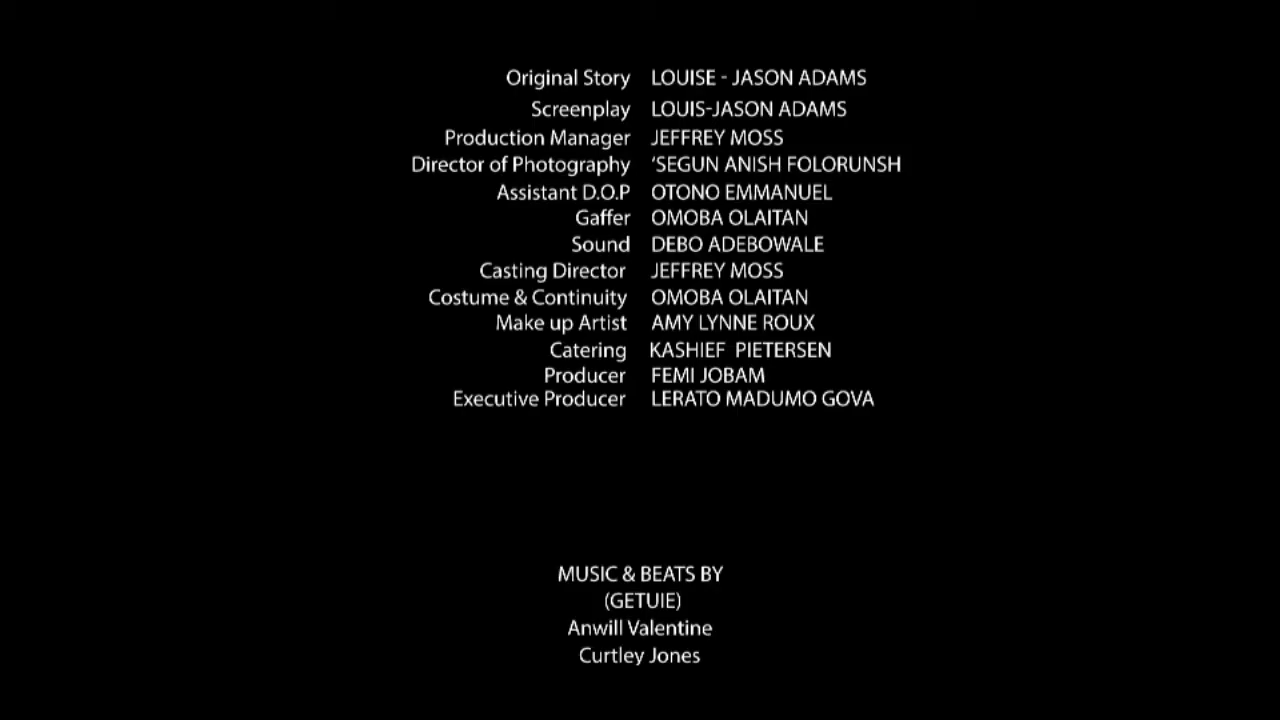 Original Story LOUISE - JASON ADAMS
Screenplay LOUIS-JASON ADAMS
Production Manager JEFFREY MOSS
Director of Photography ‘SEGUN ANISH FOLORUNSH
Assistant D.O.P OTONO EMMANUEL
Gaffer OMOBA OLAITAN
Sound DEBO ADEBOWALE
Casting Director JEFFREY MOSS
Costume & Continuity OMOBA OLAITAN
Make up Artist AMY LYNNE ROUX
Catering KASHIEF PIETERSEN
Producer FEMI JOBAM
Executive Producer LERATO MADUMO GOVA
MUSIC & BEATS BY
(GETUIE)
Anwill Valentine
Curtley Jones